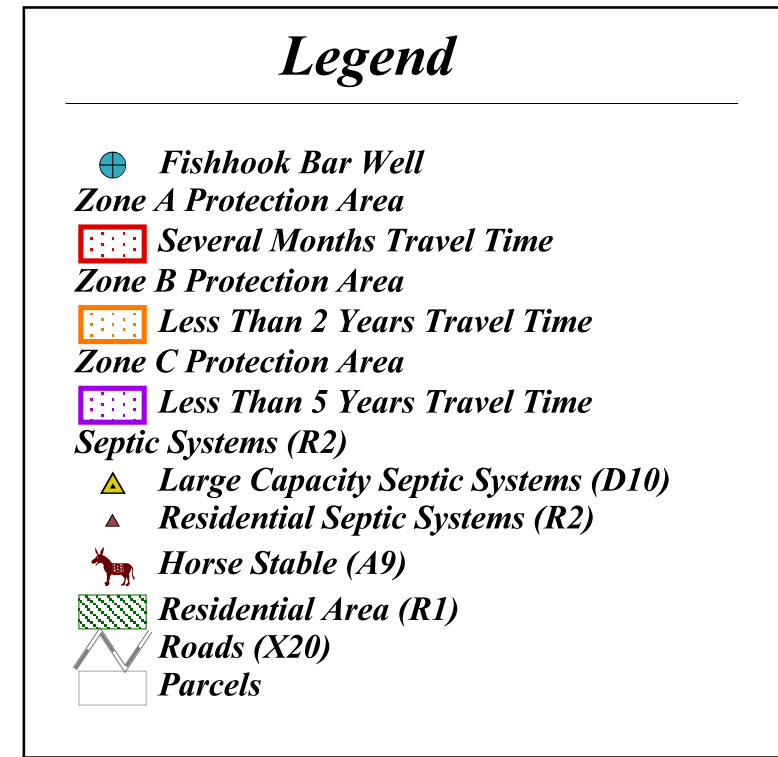 Legend
Fishhook Bar Well
Zone A Protection Area
Several Months Travel Time
Zone B Protection Area
Less Than 2 Years Travel Time
Zone C Protection Area
Less Than 5 Years Travel Time
Septic Systems (R2)
Large Capacity Septic Systems (D10)
Residential Septic Systems (R2)
Horse Stable (A9)
Residential Area (R1)
Roads (X20)
Parcels